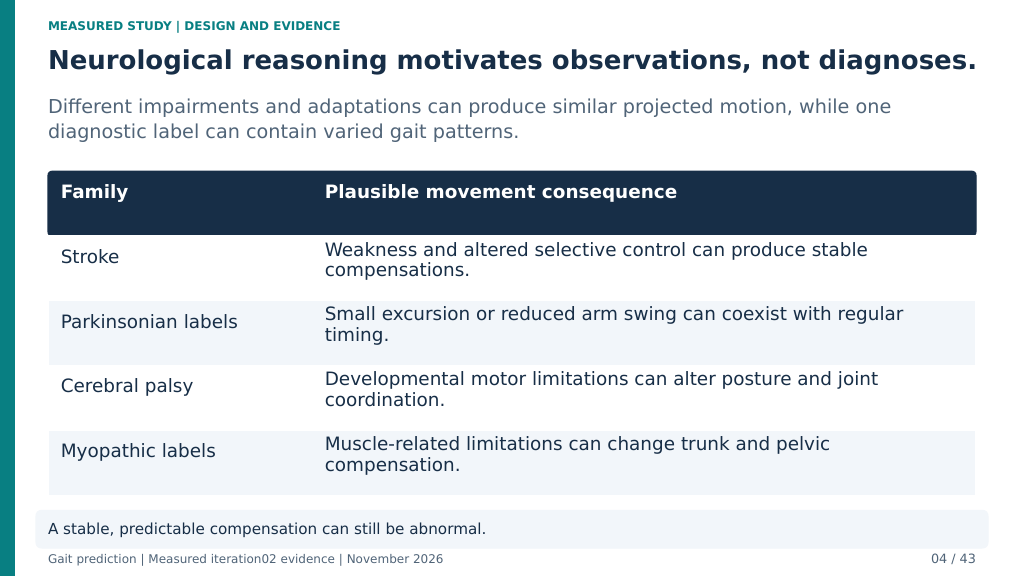 MEASURED STUDY | DESIGN AND EVIDENCE
Neurological reasoning motivates observations, not diagnoses.
Different impairments and adaptations can produce similar projected motion, while one
diagnostic label can contain varied gait patterns.
Family
Plausible movement consequence
Stroke
Weakness and altered selective control can produce stable
compensations.
Parkinsonian labels
Small excursion or reduced arm swing can coexist with regular
timing.
Cerebral palsy
Developmental motor limitations can alter posture and joint
coordination.
Myopathic labels
Muscle-related limitations can change trunk and pelvic
compensation.
A stable, predictable compensation can still be abnormal.
Gait prediction | Measured iteration02 evidence | November 2026
04 / 43